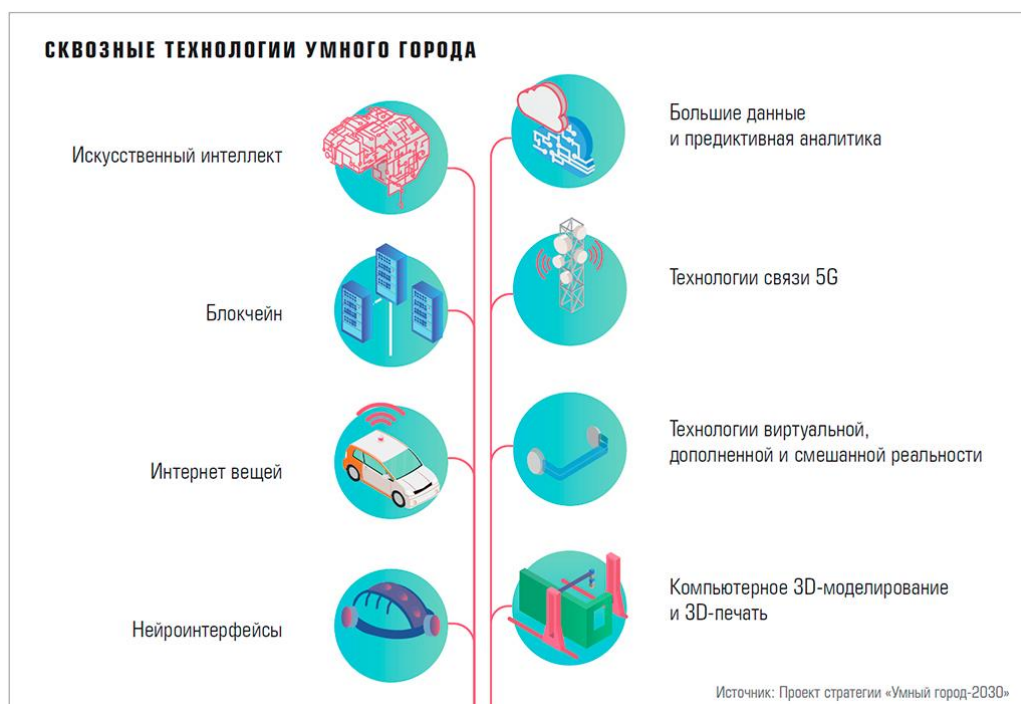 СКВОЗНЫЕ ТЕХНОЛОГИИ УМНОГО ГОРОДА
Искусственный интеллект
Большие данные
и предиктивная аналитика
Блокчейн
Технологии связи 5G
Интернет вещей
Технологии виртуальной,
дополненной и смешанной реальности
Нейроинтерфейсы
Компьютерное 3D-моделирование
и 3D-печать
Источник: Проект стратегии «Умный город-2030»